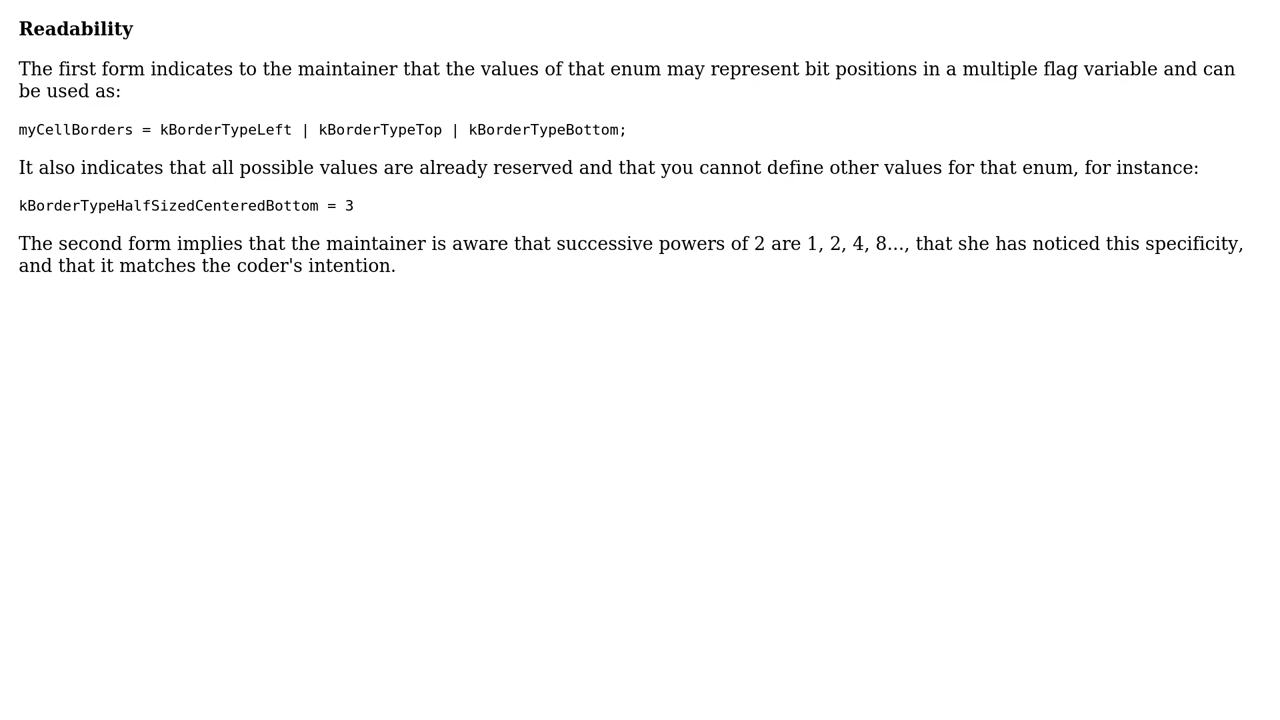 Readability
The first form indicates to the maintainer that the values of that enum may represent bit positions in a multiple flag variable and can
be used as:
myCellBorders = kBorderTypeLeft | kBorderTypeTop | kBorderTypeBottom;
It also indicates that all possible values are already reserved and that you cannot define other values for that enum, for instance:
kBorderTypeHalfSizedCenteredBottom = 3
The second form implies that the maintainer is aware that successive powers of 2 are 1, 2, 4, 8..., that she has noticed this specificity,
and that it matches the coder's intention.